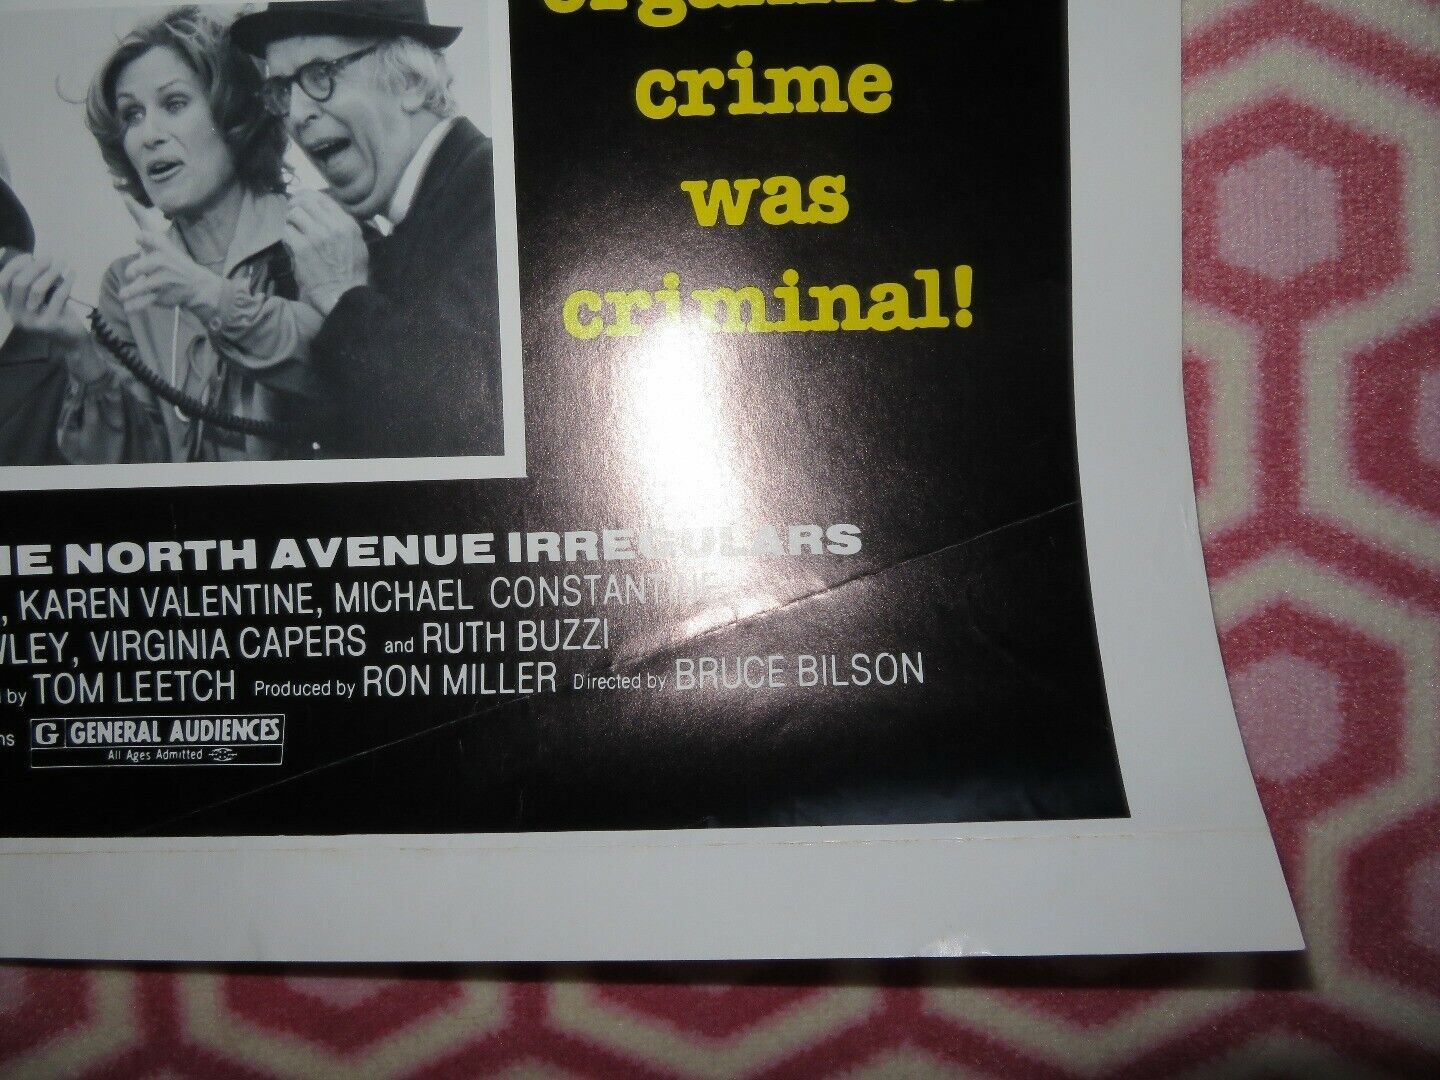 crime
was
criminal!
NORTH AVENUE IRREGULARS
, KAREN VALENTINE, MICHAEL CONSTANTINE
VIRGINIA CAPERS and RUTH BUZZI
by TOM LEETCH Produced by RON MILLER Directed by BRUCE BILSON
G GENERAL AUDIENCES
All Ages Admitted